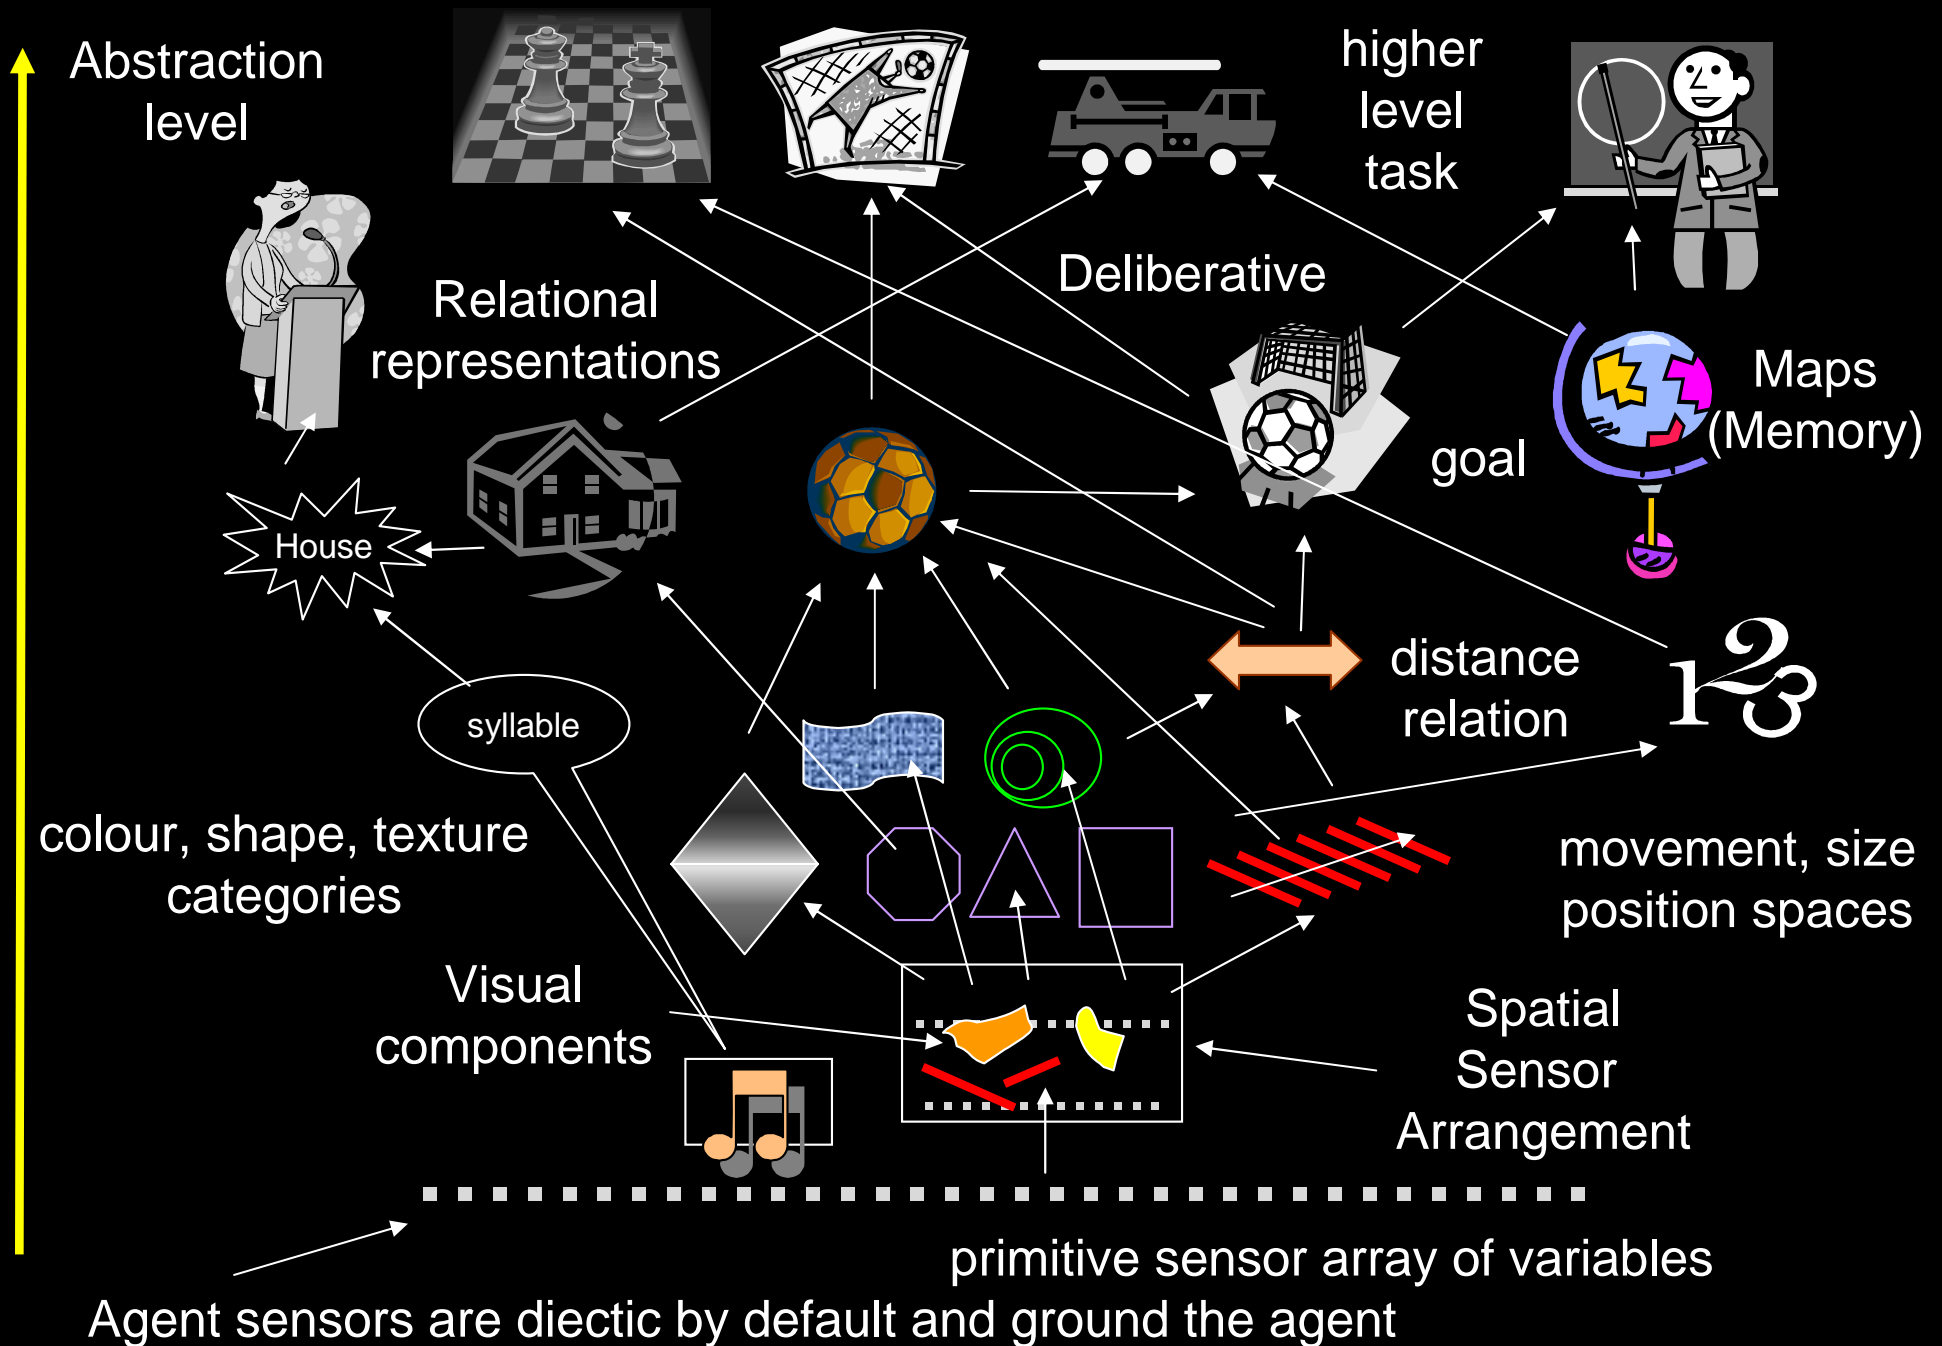 Abstraction
level
higher
level
task
Deliberative
Relational
representations
Maps
(Memory)
goal
House
distance
relation
123
syllable
colour, shape, texture
categories
movement, size
position spaces
Visual
components
Spatial
Sensor
Arrangement
primitive sensor array of variables
Agent sensors are diectic by default and ground the agent